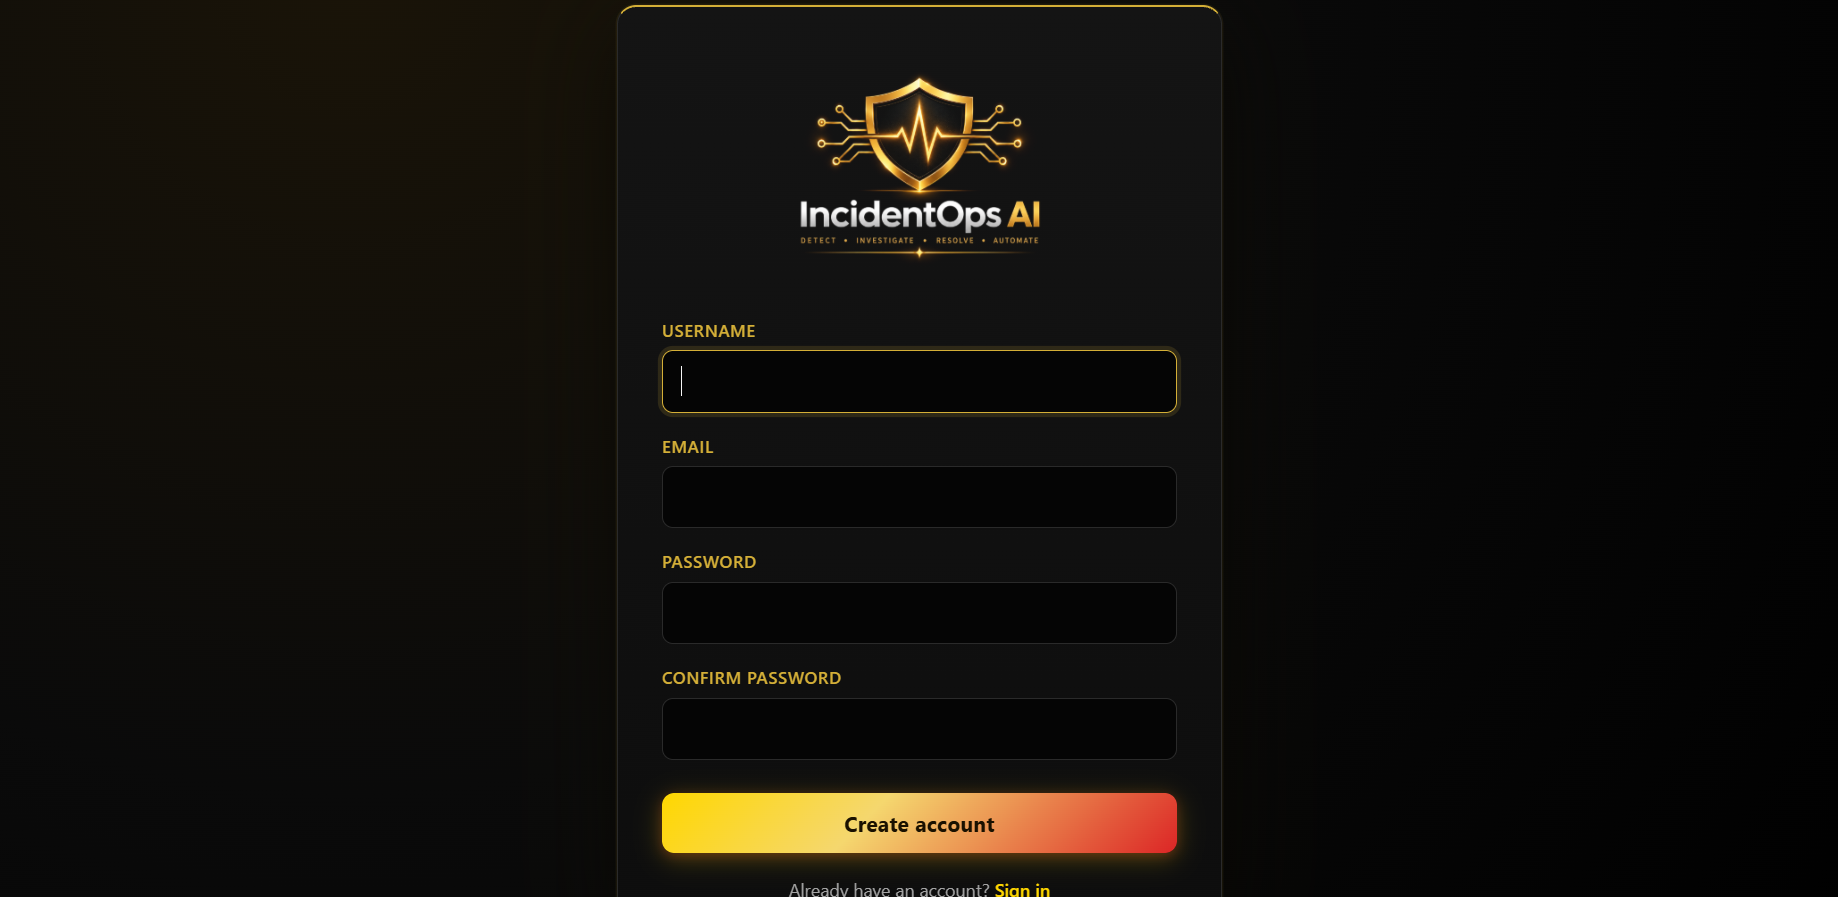 IncidentOps AI
DETECT • INVESTIGATE • RESOLVE • AUTOMATE
USERNAME
EMAIL
PASSWORD
CONFIRM PASSWORD
Create account
Already have an account? Sign in